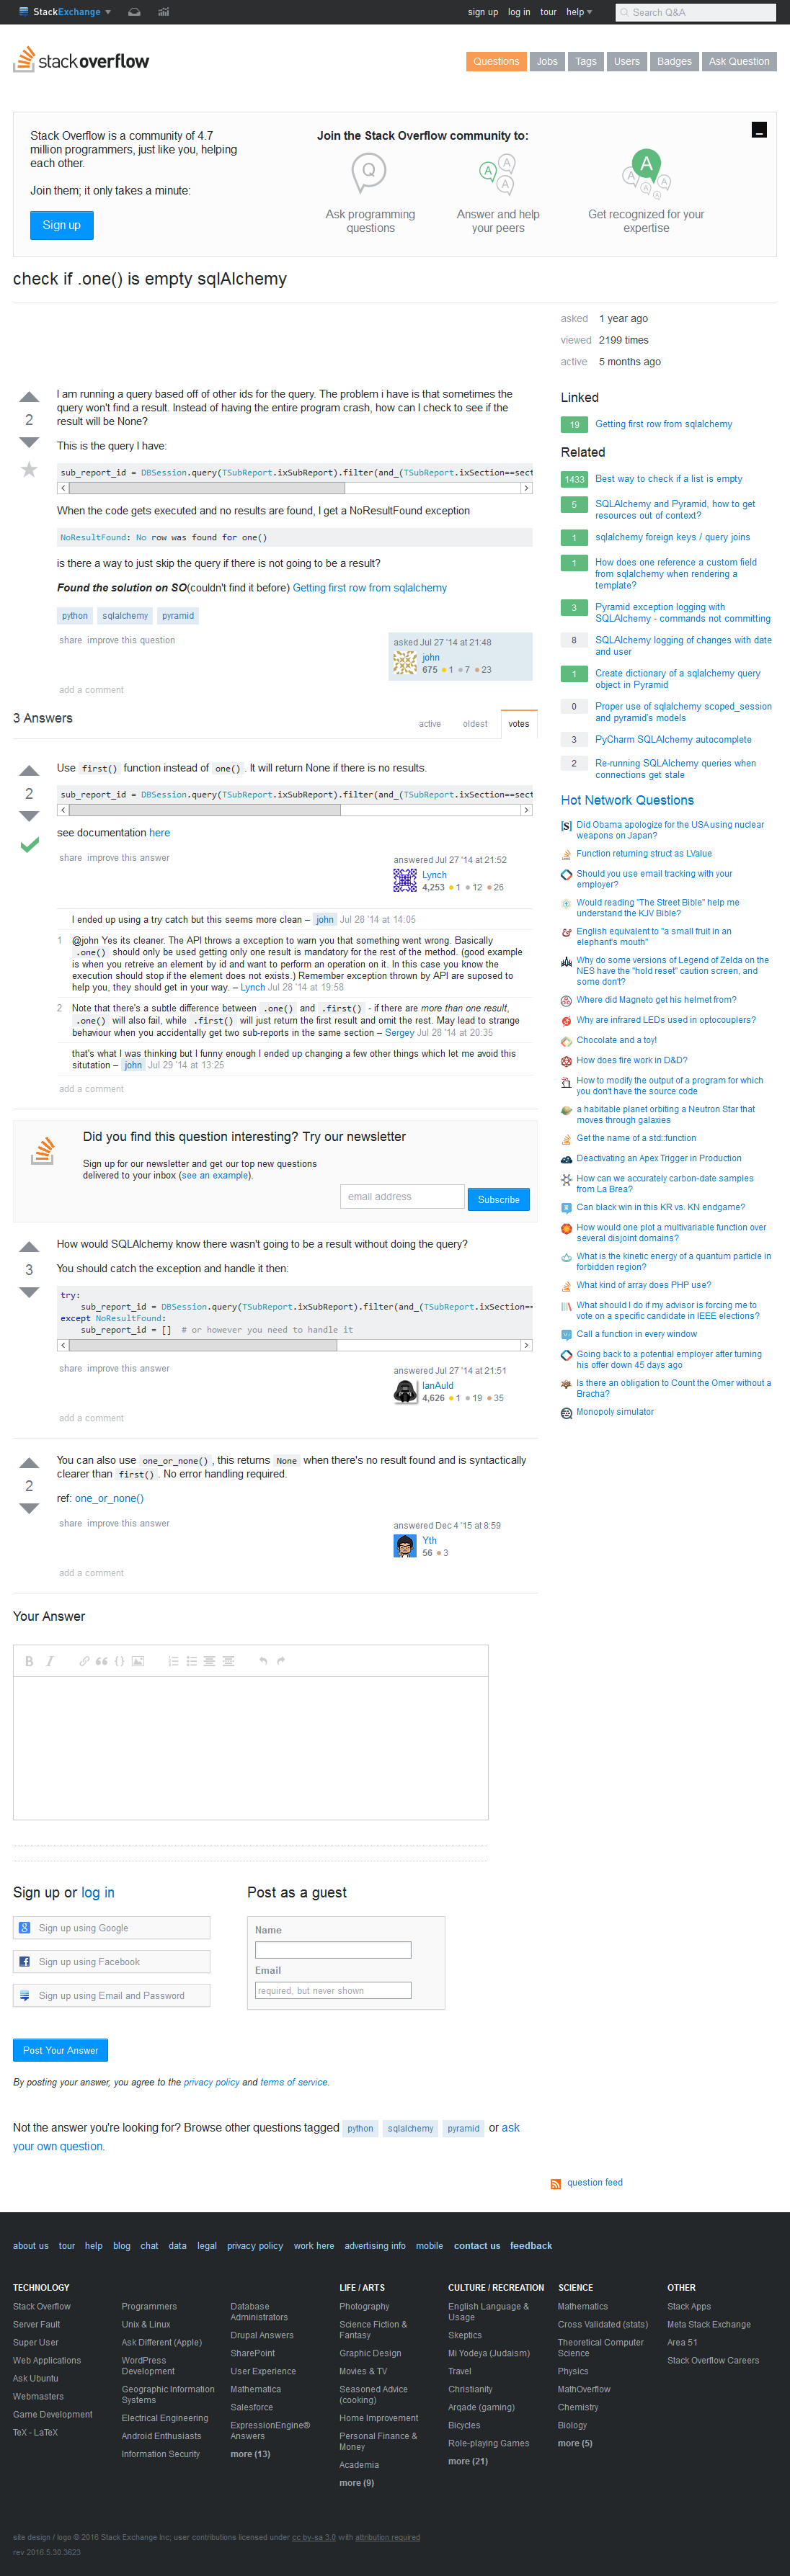 StackExchange
sign up log in tour help
Search Q&A
stackoverflow
Questions Jobs Tags Users Badges Ask Question
Stack Overflow is a community of 4.7
million programmers, just like you, helping
each other.
Join them; it only takes a minute:
Sign up
Join the Stack Overflow community to:
Q
Ask programming
questions
A A A
Answer and help
your peers
A A A A A
Get recognized for your
expertise
check if .one() is empty sqlAlchemy
asked 1 year ago
viewed 2199 times
active 5 months ago
2
I am running a query based off of other ids for the query. The problem i have is that sometimes the
query won't find a result. Instead of having the entire program crash, how can I check to see if the
result will be None?
This is the query I have:
sub_report_id = DBSession.query(TSubReport.ixSubReport).filter(and_(TSubReport.ixSection==sect
When the code gets executed and no results are found, I get a NoResultFound exception
NoResultFound: No row was found for one()
is there a way to just skip the query if there is not going to be a result?
Found the solution on SO(couldn't find it before) Getting first row from sqlalchemy
python sqlalchemy pyramid
share improve this question
asked Jul 27 '14 at 21:48
john
675 1 7 23
add a comment
3 Answers
active oldest votes
2
Use first() function instead of one(). It will return None if there is no results.
sub_report_id = DBSession.query(TSubReport.ixSubReport).filter(and_(TSubReport.ixSection==sect
see documentation here
share improve this answer
answered Jul 27 '14 at 21:52
Lynch
4,253 1 12 26
I ended up using a try catch but this seems more clean – john Jul 28 '14 at 14:05
1 @john Yes its cleaner. The API throws a exception to warn you that something went wrong. Basically
.one() should only be used getting only one result is mandatory for the rest of the method. (good example
is when you retreive an element by id and want to perform an operation on it. In this case you know the
execution should stop if the element does not exists.) Remember exception thrown by API are suposed to
help you, they should get in your way. – Lynch Jul 28 '14 at 19:58
2 Note that there's a subtle difference between .one() and .first() - if there are more than one result,
.one() will also fail, while .first() will just return the first result and omit the rest. May lead to strange
behaviour when you accidentally get two sub-reports in the same section – Sergey Jul 28 '14 at 20:35
that's what I was thinking but I funny enough I ended up changing a few other things which let me avoid this
situtation – john Jul 29 '14 at 13:25
add a comment
Did you find this question interesting? Try our newsletter
Sign up for our newsletter and get our top new questions
delivered to your inbox (see an example).
email address
Subscribe
3
How would SQLAlchemy know there wasn't going to be a result without doing the query?
You should catch the exception and handle it then:
try:
sub_report_id = DBSession.query(TSubReport.ixSubReport).filter(and_(TSubReport.ixSection==
except NoResultFound:
sub_report_id = [] # or however you need to handle it
share improve this answer
answered Jul 27 '14 at 21:51
IanAuld
4,626 1 19 35
add a comment
2
You can also use one_or_none(), this returns None when there's no result found and is syntactically
clearer than first(). No error handling required.
ref: one_or_none()
share improve this answer
answered Dec 4 '15 at 8:59
Yth
56 3
add a comment
Your Answer
B I
Sign up or log in
Sign up using Google
Sign up using Facebook
Sign up using Email and Password
Post as a guest
Name
Email
required, but never shown
Post Your Answer
By posting your answer, you agree to the privacy policy and terms of service.
Not the answer you're looking for? Browse other questions tagged python sqlalchemy pyramid or ask
your own question.
Linked
19 Getting first row from sqlalchemy
Related
1433 Best way to check if a list is empty
5 SQLAlchemy and Pyramid, how to get
resources out of context?
1 sqlalchemy foreign keys / query joins
1 How does one reference a custom field
from sqlalchemy when rendering a
template?
3 Pyramid exception logging with
SQLAlchemy - commands not committing
8 SQLAlchemy logging of changes with date
and user
1 Create dictionary of a sqlalchemy query
object in Pyramid
0 Proper use of sqlalchemy scoped_session
and pyramid's models
3 PyCharm SQLAlchemy autocomplete
2 Re-running SQLAlchemy queries when
connections get stale
Hot Network Questions
Did Obama apologize for the USA using nuclear
weapons on Japan?
Function returning struct as LValue
Should you use email tracking with your
employer?
Would reading "The Street Bible" help me
understand the KJV Bible?
English equivalent to "a small fruit in an
elephant's mouth"
Why do some versions of Legend of Zelda on the
NES have the "hold reset" caution screen, and
some don't?
Where did Magneto get his helmet from?
Why are infrared LEDs used in optocouplers?
Chocolate and a toy!
How does fire work in D&D?
How to modify the output of a program for which
you don't have the source code
a habitable planet orbiting a Neutron Star that
moves through galaxies
Get the name of a std::function
Deactivating an Apex Trigger in Production
How can we accurately carbon-date samples
from La Brea?
Can black win in this KR vs. KN endgame?
How would one plot a multivariable function over
several disjoint domains?
What is the kinetic energy of a quantum particle in
forbidden region?
What kind of array does PHP use?
What should I do if my advisor is forcing me to
vote on a specific candidate in IEEE elections?
Call a function in every window
Going back to a potential employer after turning
his offer down 45 days ago
Is there an obligation to Count the Omer without a
Bracha?
Monopoly simulator
question feed
about us tour help blog chat data legal privacy policy work here advertising info mobile contact us feedback
TECHNOLOGY
Stack Overflow
Server Fault
Super User
Web Applications
Ask Ubuntu
Webmasters
Game Development
TeX - LaTeX
Programmers
Unix & Linux
Ask Different (Apple)
WordPress
Development
Geographic Information
Systems
Electrical Engineering
Android Enthusiasts
Information Security
Database
Administrators
Drupal Answers
SharePoint
User Experience
Mathematica
Salesforce
ExpressionEngine®
Answers
more (13)
LIFE / ARTS
Photography
Science Fiction &
Fantasy
Graphic Design
Movies & TV
Seasoned Advice
(cooking)
Home Improvement
Personal Finance &
Money
Academia
more (9)
CULTURE / RECREATION
English Language &
Usage
Skeptics
Mi Yodeya (Judaism)
Travel
Christianity
Arqade (gaming)
Bicycles
Role-playing Games
more (21)
SCIENCE
Mathematics
Cross Validated (stats)
Theoretical Computer
Science
Physics
MathOverflow
Chemistry
Biology
more (5)
OTHER
Stack Apps
Meta Stack Exchange
Area 51
Stack Overflow Careers
site design / logo © 2016 Stack Exchange Inc; user contributions licensed under cc by-sa 3.0 with attribution required
rev 2016.5.30.3623